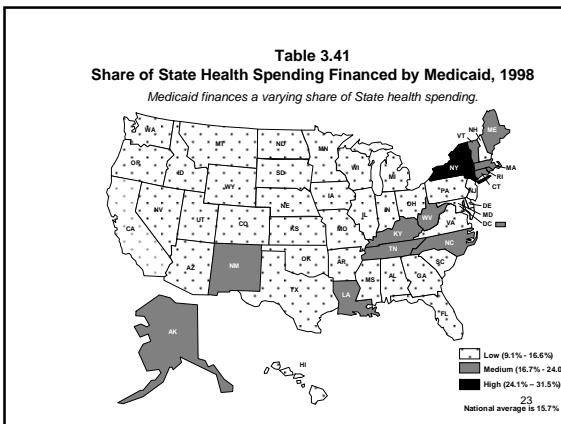 Table 3.41
Share of State Health Spending Financed by Medicaid, 1998
Medicaid finances a varying share of State health spending.
WA
MT
ND
MN
VT
NH
ME
OR
ID
SD
WI
MI
NY
MA
RI
CT
WY
NE
IA
PA
NJ
NV
UT
CO
IL
IN
OH
DE
MD
DC
CA
KS
MO
KY
WV
VA
AZ
NM
OK
AR
TN
NC
SC
TX
LA
MS
AL
GA
FL
AK
HI
Low (9.1% - 16.6%)
Medium (16.7% - 24.0
High (24.1% – 31.5%)
23
National average is 15.7%